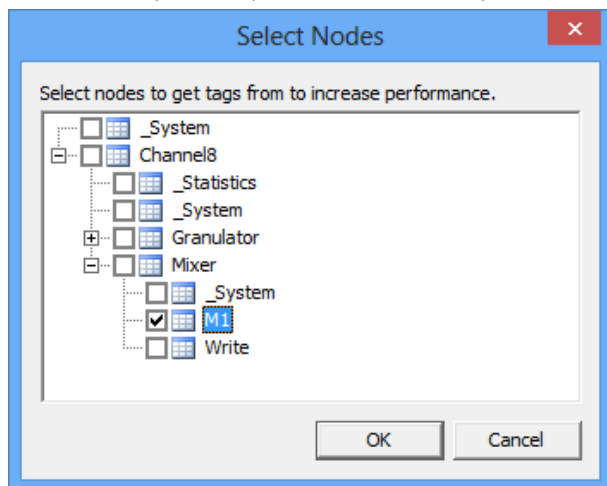 Select Nodes
Select nodes to get tags from to increase performance.
_System
Channel8
_Statistics
_System
Granulator
Mixer
_System
M1
Write
OK Cancel